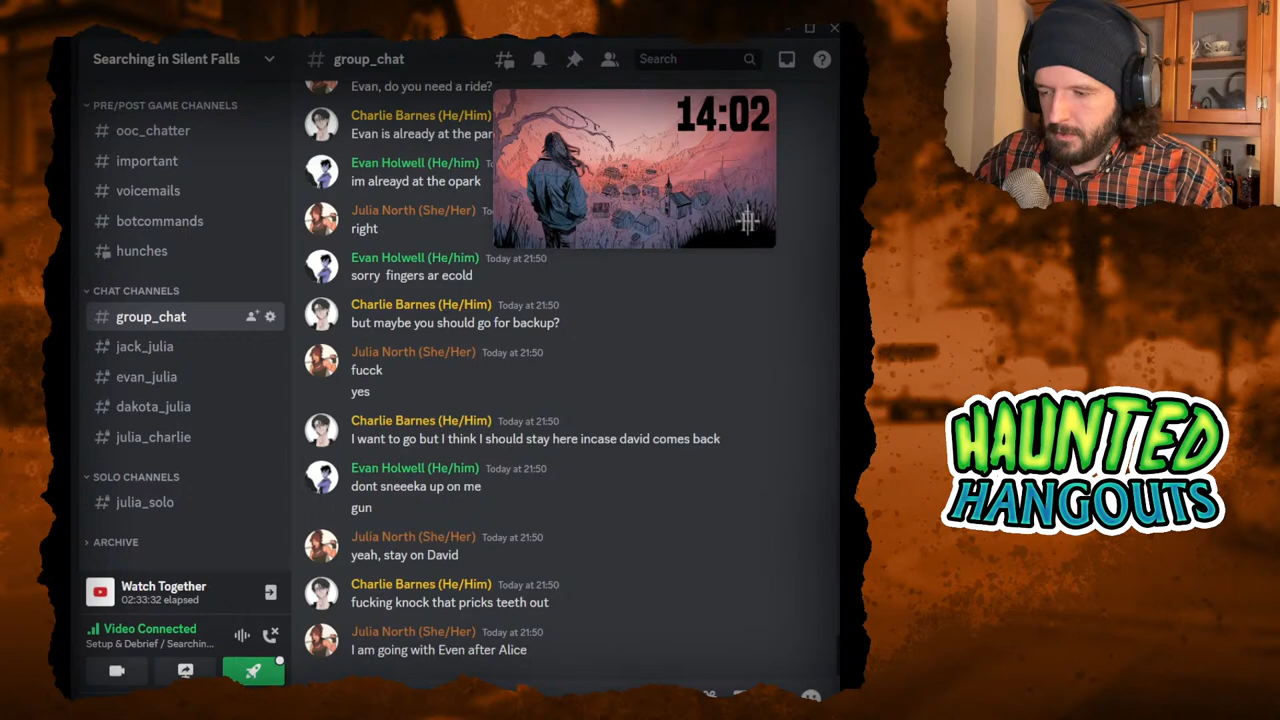 Searching in Silent Falls
group_chat
Search
PRE/POST GAME CHANNELS
ooc_chatter
important
voicemails
botcommands
hunches
CHAT CHANNELS
group_chat
jack_julia
evan_julia
dakota_julia
julia_charlie
SOLO CHANNELS
julia_solo
ARCHIVE
Watch Together
02:33:32 elapsed
Video Connected
Setup & Debrief / Searchin...
Evan, do you need a ride?
Charlie Barnes (He/Him)
Evan is already at the par
Evan Holwell (He/him)
im alreayd at the opark
Julia North (She/Her) To
right
Evan Holwell (He/him) Today at 21:50
sorry fingers ar ecold
Charlie Barnes (He/Him) Today at 21:50
but maybe you should go for backup?
Julia North (She/Her) Today at 21:50
fucck
yes
Charlie Barnes (He/Him) Today at 21:50
I want to go but I think I should stay here incase david comes back
Evan Holwell (He/him) Today at 21:50
dont sneeeka up on me
gun
Julia North (She/Her) Today at 21:50
yeah, stay on David
Charlie Barnes (He/Him) Today at 21:50
fucking knock that pricks teeth out
Julia North (She/Her) Today at 21:50
I am going with Even after Alice
14:02
HAUNTED
HANGOUTS